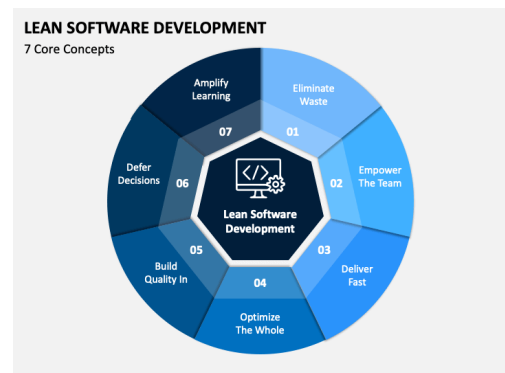 LEAN SOFTWARE DEVELOPMENT
7 Core Concepts
Amplify
Learning
07
Eliminate
Waste
01
Empower
The Team
02
Deliver
Fast
03
Optimize
The Whole
04
Build
Quality In
05
Defer
Decisions
06
</>
Lean Software
Development